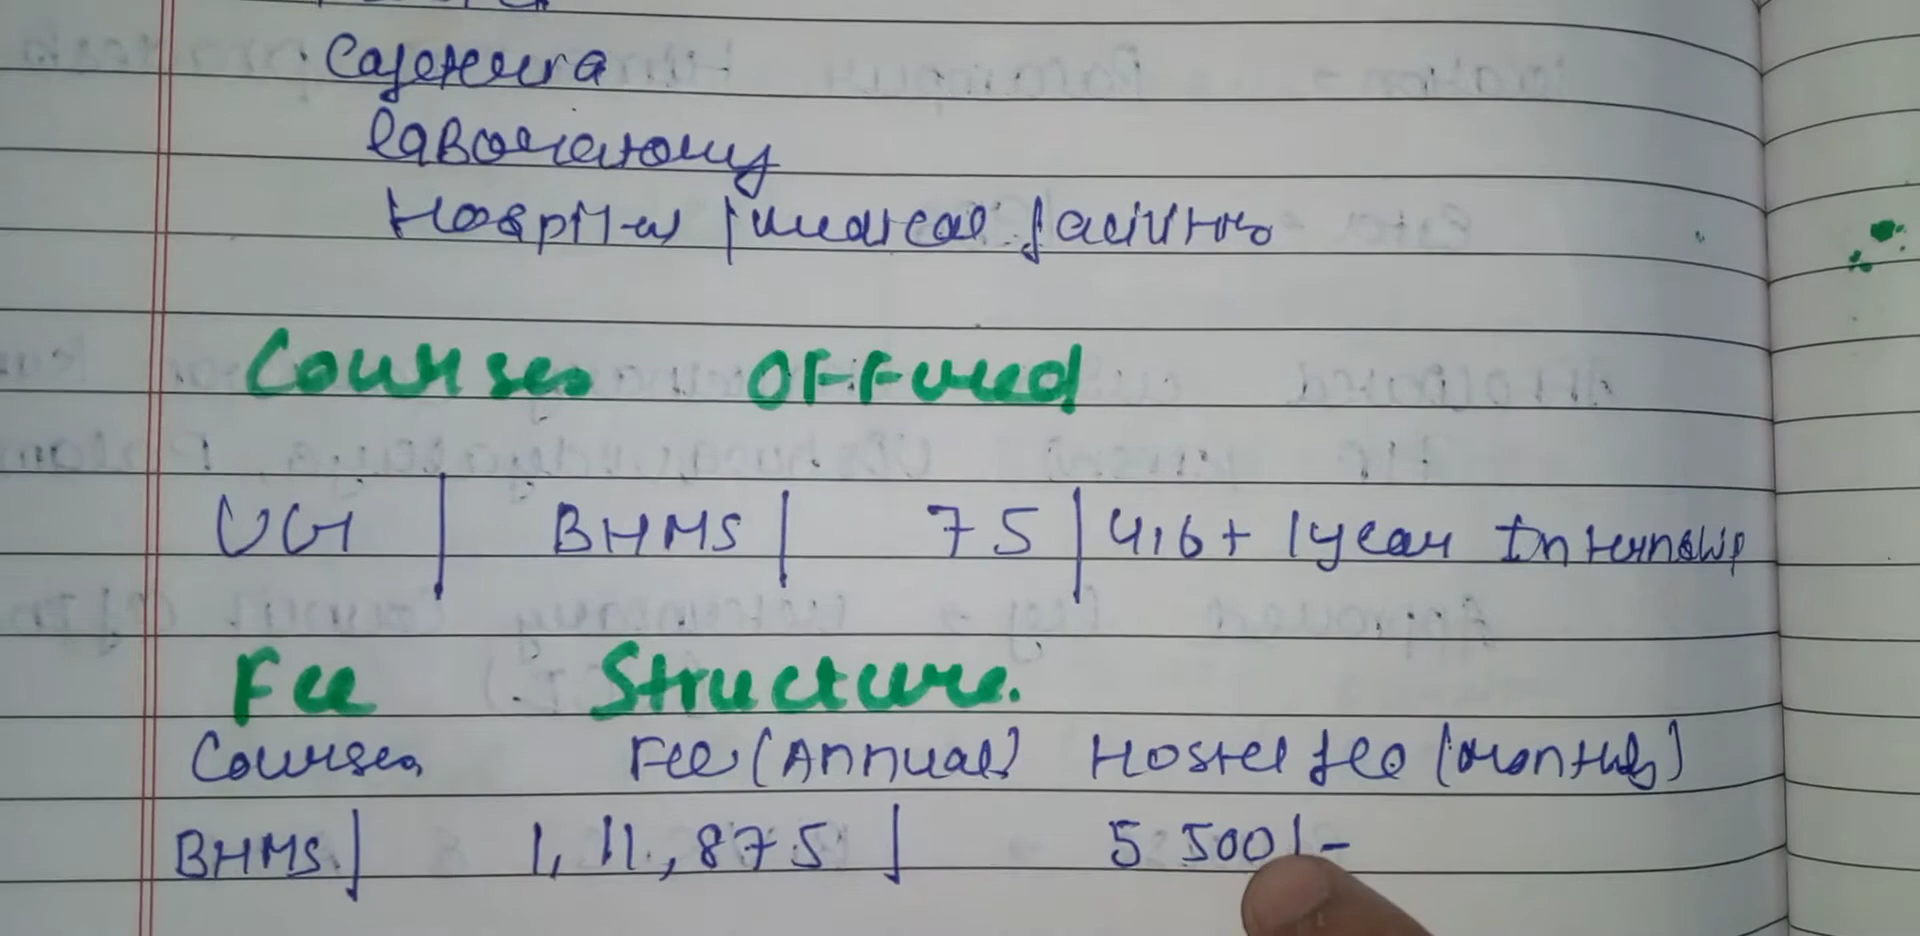 Cafeteria
Laboratory
Hospital / medical facilities
Courses Offered
UG | BHMS | 75 | 4,6 + 1 year Internship
Fee Structure.
Courses Fee (Annual) Hostel fee (Monthly)
BHMS | 1,11,875 | 5500/-